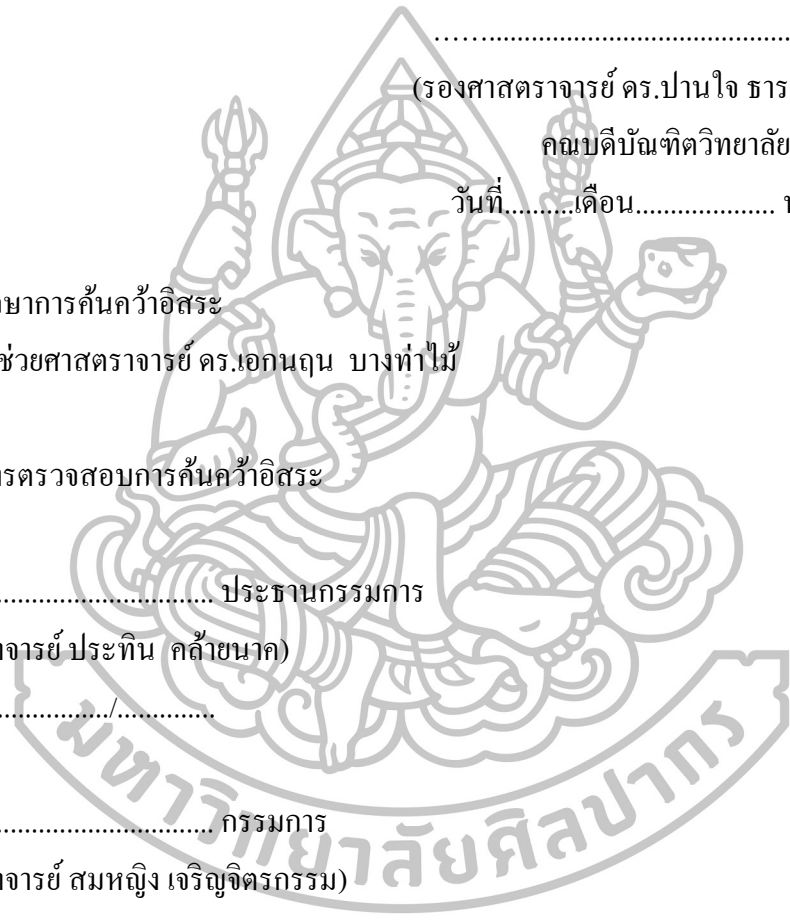 ……............................................
(รองศาสตราจารย์ ดร.ปานใจ ธาร
คณบดีบัณฑิตวิทยาลัย
วันที่..........เดือน....................
ษาการค้นคว้าอิสระ
ช่วยศาสตราจารย์ ดร.เอกนฤน บางท่าไม้
รตรวจสอบการค้นคว้าอิสระ
................................ ประธานกรรมการ
าจารย์ ประทิน คล้ายนาค)
................/..............
................................ กรรมการ
าจารย์ สมหญิง เจริญจิตรกรรม)
มหาวิทยาลัยศิลปากร